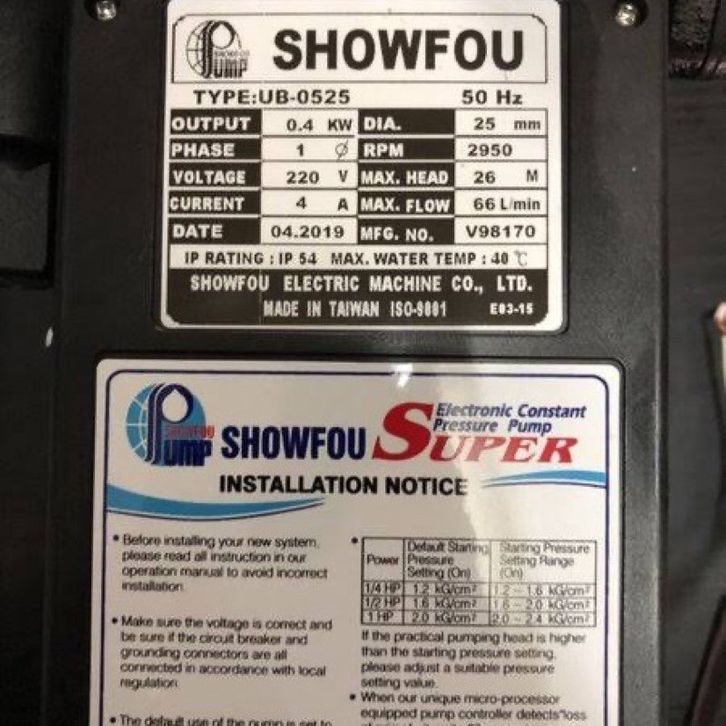 SHOWFOU PUMP SHOWFOU
TYPE:UB-0525 50 Hz
OUTPUT 0.4 KW DIA. 25 mm
PHASE 1 Ø RPM 2950
VOLTAGE 220 V MAX. HEAD 26 M
CURRENT 4 A MAX. FLOW 66 L/min
DATE 04.2019 MFG. NO. V98170
IP RATING : IP 54 MAX. WATER TEMP : 40 ℃
SHOWFOU ELECTRIC MACHINE CO., LTD.
MADE IN TAIWAN ISO-9001 E03-15
SHOWFOU PUMP SHOWFOU SUPER
Electronic Constant
Pressure Pump
INSTALLATION NOTICE
• Before installing your new system,
please read all instruction in our
operation manual to avoid incorrect
installation.
• Make sure the voltage is correct and
be sure if the circuit breaker and
grounding connectors are all
connected in accordance with local
regulation.
• The default use of the pump is set to
• Power Default Starting Pressure Setting (On) Starting Pressure Setting Range (On)
1/4 HP 1.2 kG/cm² 1.2 ~ 1.6 kG/cm²
1/2 HP 1.6 kG/cm² 1.6 ~ 2.0 kG/cm²
1 HP 2.0 kG/cm² 2.0 ~ 2.4 kG/cm²
If the practical pumping head is higher
than the starting pressure setting,
please adjust a suitable pressure
setting value.
• When our unique micro-processor
equipped pump controller detects"loss